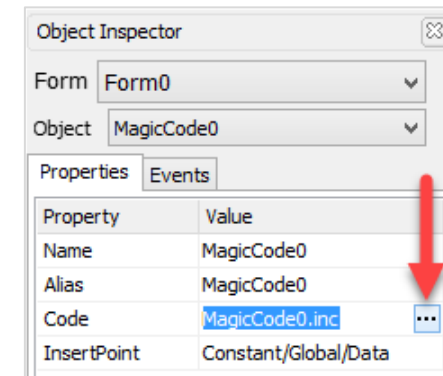 Object Inspector
Form Form0
Object MagicCode0
Properties Events
Property Value
Name MagicCode0
Alias MagicCode0
Code MagicCode0.inc ...
InsertPoint Constant/Global/Data